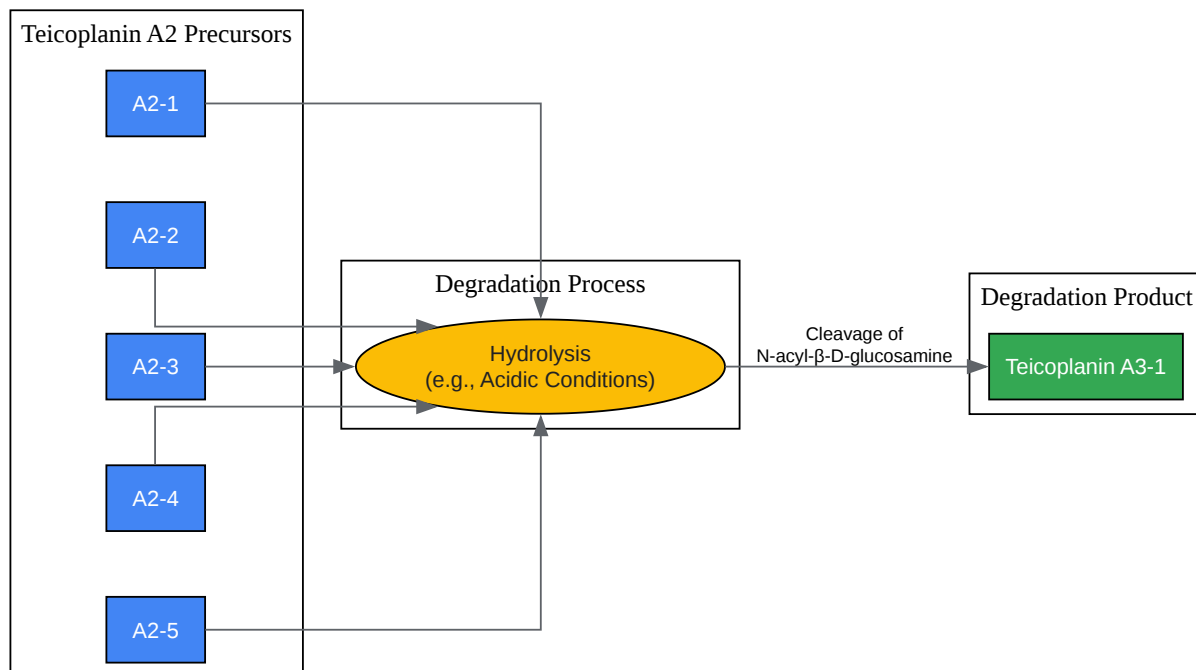 Teicoplanin A2 Precursors
A2-1
A2-2
A2-3
A2-4
A2-5
Degradation Process
Hydrolysis
(e.g., Acidic Conditions)
Cleavage of
N-acyl-β-D-glucosamine
Degradation Product
Teicoplanin A3-1